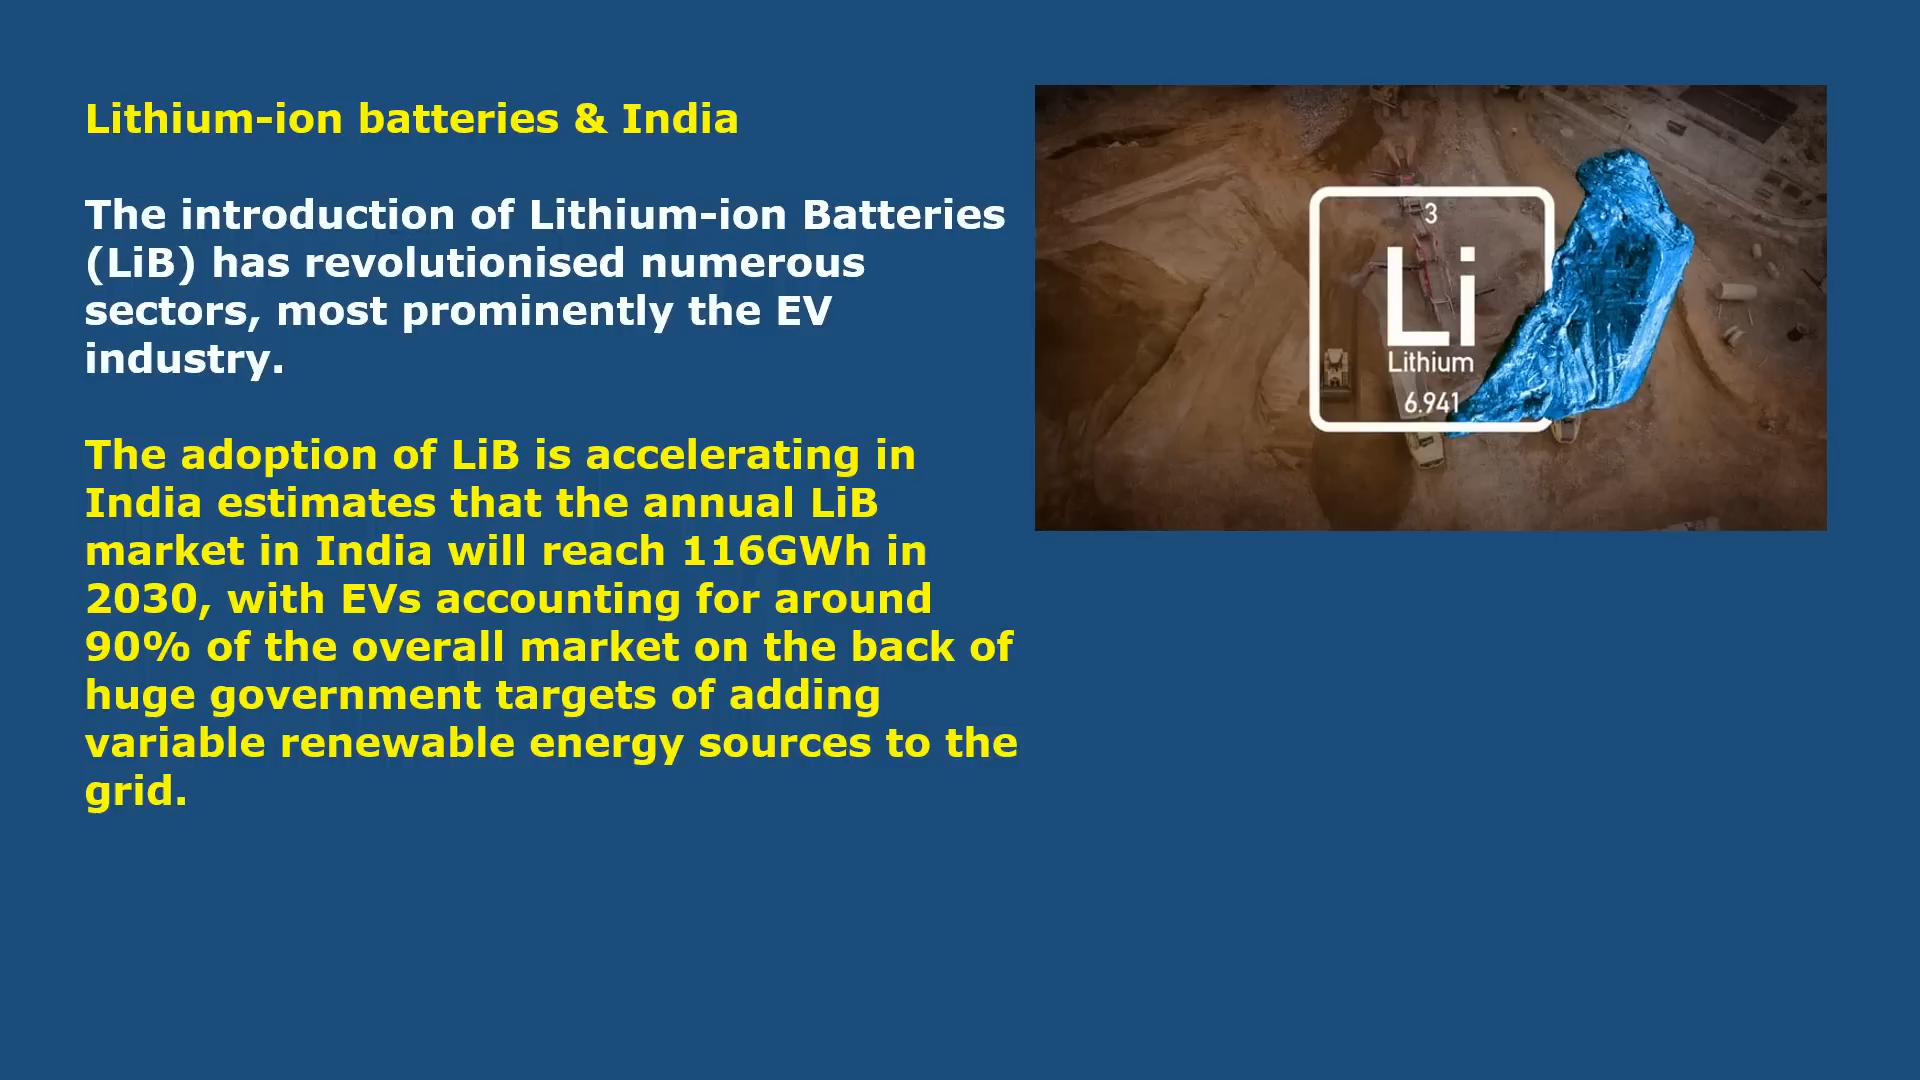 Lithium-ion batteries & India
The introduction of Lithium-ion Batteries
(LiB) has revolutionised numerous
sectors, most prominently the EV
industry.
The adoption of LiB is accelerating in
India estimates that the annual LiB
market in India will reach 116GWh in
2030, with EVs accounting for around
90% of the overall market on the back of
huge government targets of adding
variable renewable energy sources to the
grid.
3
Li
Lithium
6.941